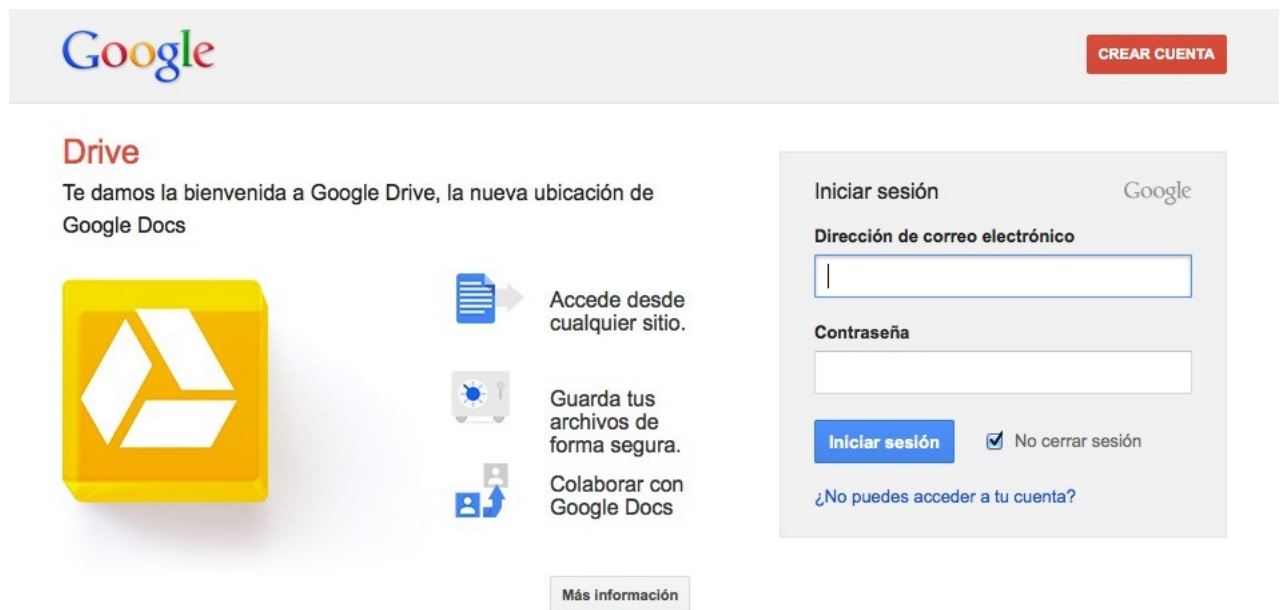 Google
CREAR CUENTA
Drive
Te damos la bienvenida a Google Drive, la nueva ubicación de
Google Docs
Accede desde
cualquier sitio.
Guarda tus
archivos de
forma segura.
Colaborar con
Google Docs
Más información
Iniciar sesión
Google
Dirección de correo electrónico
Contraseña
Iniciar sesión
No cerrar sesión
¿No puedes acceder a tu cuenta?